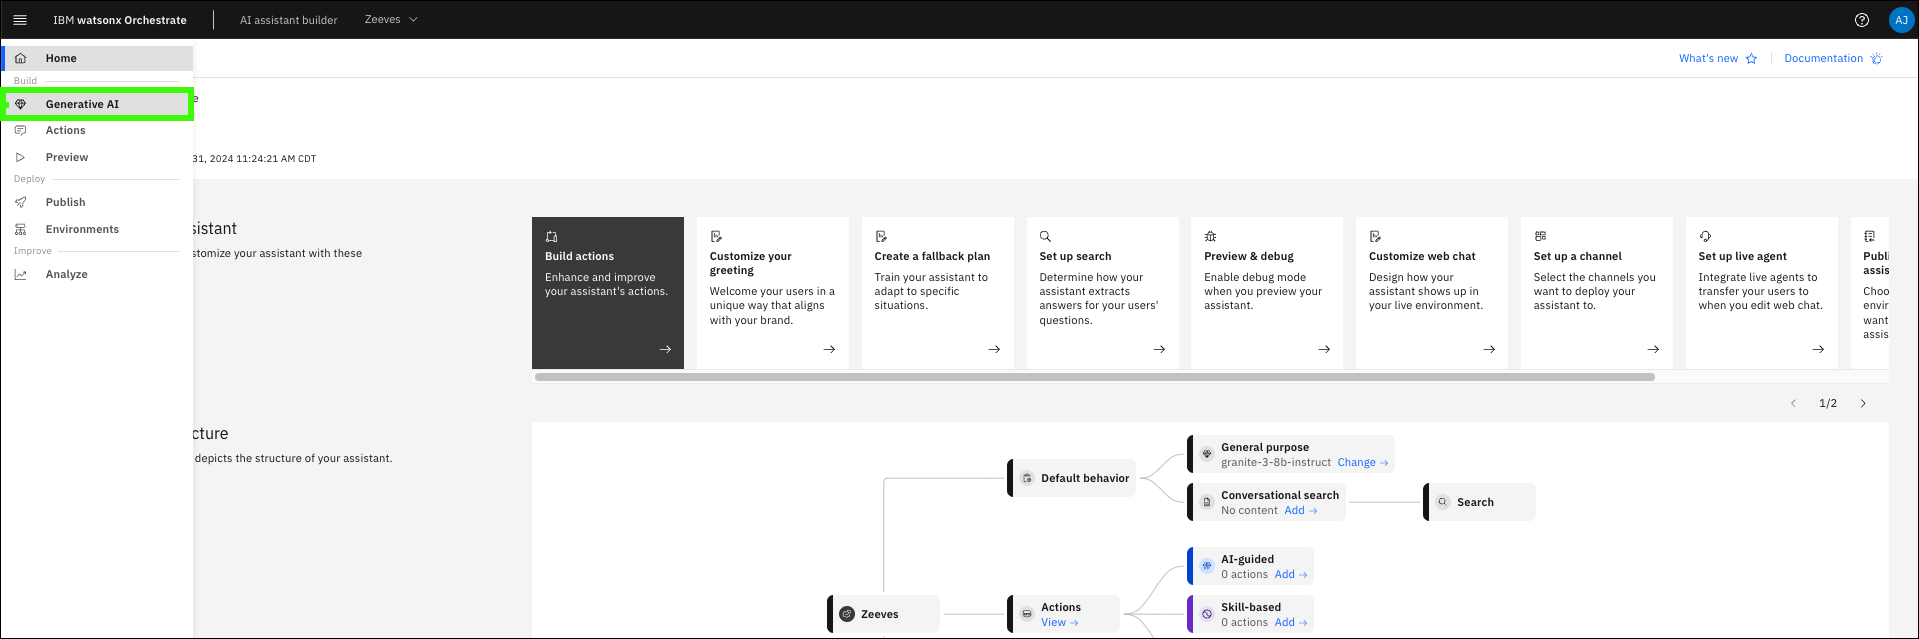 IBM watsonx Orchestrate
AI assistant builder
Zeeves
AJ
Home
What's new
Documentation
Build
Generative AI
Actions
Preview
31, 2024 11:24:21 AM CDT
Deploy
Publish
Environments
Improve
Analyze
sistant
stomize your assistant with these
Build actions
Enhance and improve
your assistant's actions.
Customize your
greeting
Welcome your users in a
unique way that aligns
with your brand.
Create a fallback plan
Train your assistant to
adapt to specific
situations.
Set up search
Determine how your
assistant extracts
answers for your users'
questions.
Preview & debug
Enable debug mode
when you preview your
assistant.
Customize web chat
Design how your
assistant shows up in
your live environment.
Set up a channel
Select the channels you
want to deploy your
assistant to.
Set up live agent
Integrate live agents to
transfer your users to
when you edit web chat.
Publi
assis
Choo
envir
want
assis
1/2
cture
depicts the structure of your assistant.
General purpose
granite-3-8b-instruct Change →
Default behavior
Conversational search
No content Add →
Search
AI-guided
0 actions Add →
Zeeves
Actions
View →
Skill-based
0 actions Add →